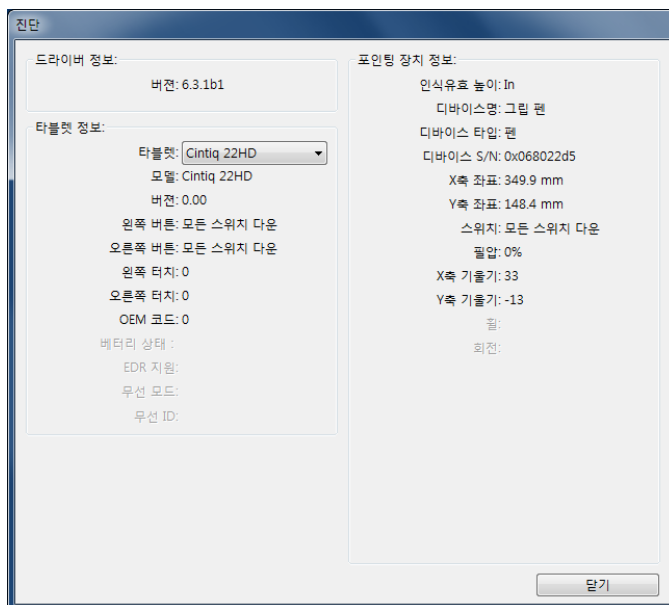 진단
드라이버 정보:
버젼: 6.3.1b1
타블렛 정보:
타블렛: Cintiq 22HD
모델: Cintiq 22HD
버젼: 0.00
왼쪽 버튼: 모든 스위치 다운
오른쪽 버튼: 모든 스위치 다운
왼쪽 터치: 0
오른쪽 터치: 0
OEM 코드: 0
베터리 상태 :
EDR 지원:
무선 모드:
무선 ID:
포인팅 장치 정보:
인식유효 높이: In
디바이스명: 그립 펜
디바이스 타입: 펜
디바이스 S/N: 0x068022d5
X축 좌표: 349.9 mm
Y축 좌표: 148.4 mm
스위치: 모든 스위치 다운
필압: 0%
X축 기울기: 33
Y축 기울기: -13
휠:
회전:
닫기